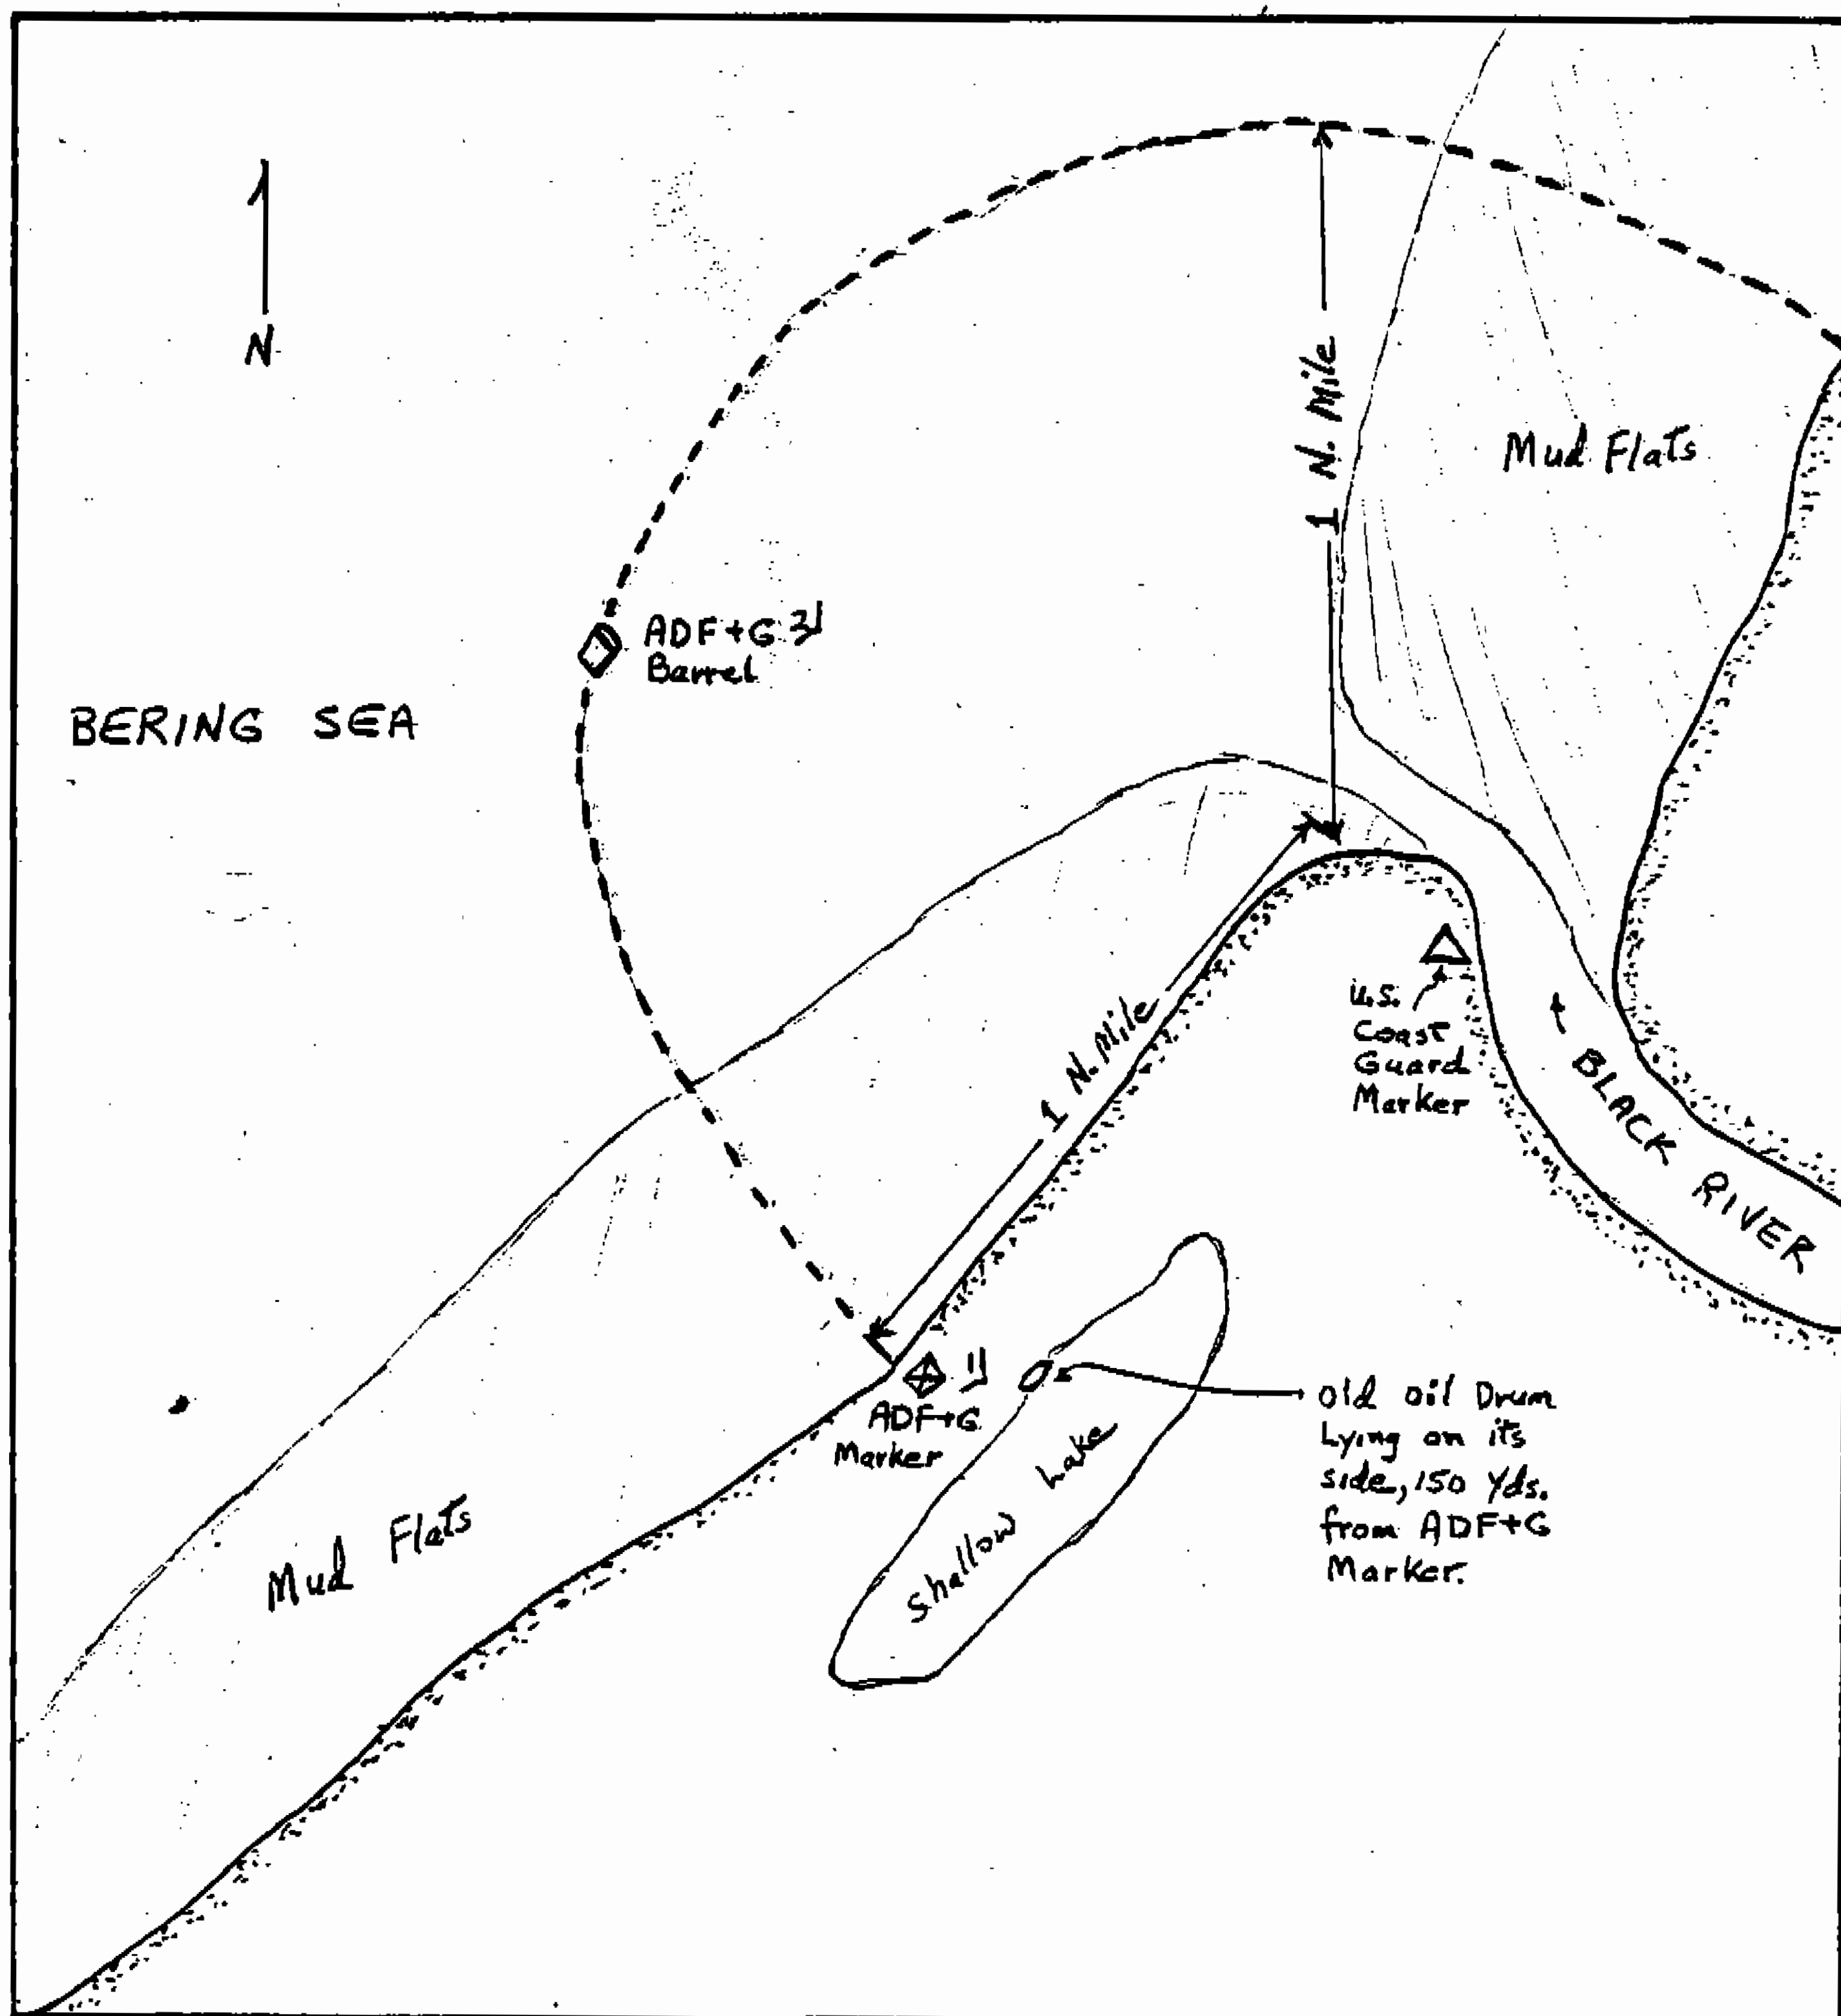 N
1 N. Mile
Mud Flats
ADF+G 2/
Barrel
BERING SEA
1 N. Mile
U.S.
Coast
Guard
Marker
BLACK RIVER
ADF+G 1/
Marker
Shallow Lake
Old Oil Drum
Lying on its
side, 150 Yds.
from ADF+G
Marker.
Mud Flats